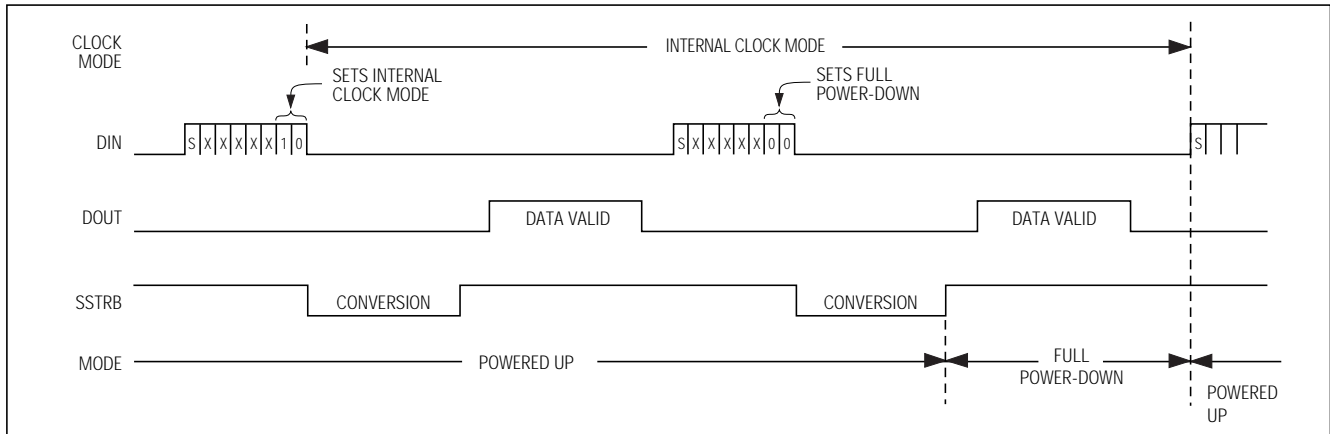 CLOCK
MODE
INTERNAL CLOCK MODE
SETS INTERNAL
CLOCK MODE
SETS FULL
POWER-DOWN
DIN
S X X X X X 1 0
S X X X X X 0 0
S
DOUT
DATA VALID
DATA VALID
SSTRB
CONVERSION
CONVERSION
MODE
POWERED UP
FULL
POWER-DOWN
POWERED
UP